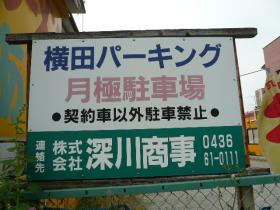 横田パーキング
月極駐車場
●契約車以外駐車禁止●
連絡先 株式会社 深川商事 0436 61-0111